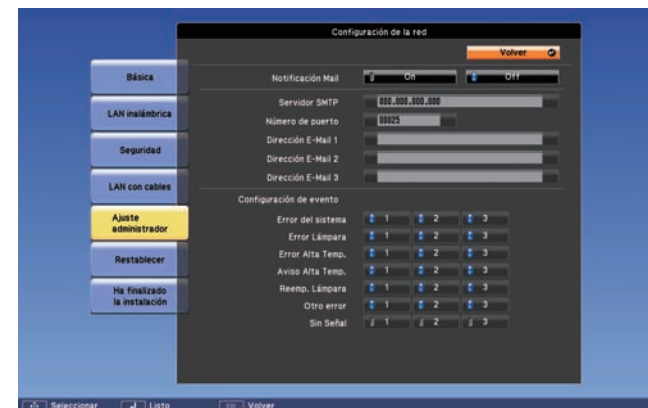 Configuración de la red
Volver
Básica
LAN inalámbrica
Seguridad
LAN con cables
Ajuste
administrador
Restablecer
Ha finalizado
la instalación
Notificación Mail On Off
Servidor SMTP 000.000.000.000
Número de puerto 00025
Dirección E-Mail 1
Dirección E-Mail 2
Dirección E-Mail 3
Configuración de evento
Error del sistema 1 2 3
Error Lámpara 1 2 3
Error Alta Temp. 1 2 3
Aviso Alta Temp. 1 2 3
Reemp. Lámpara 1 2 3
Otro error 1 2 3
Sin Señal 1 2 3
Seleccionar Listo Volver